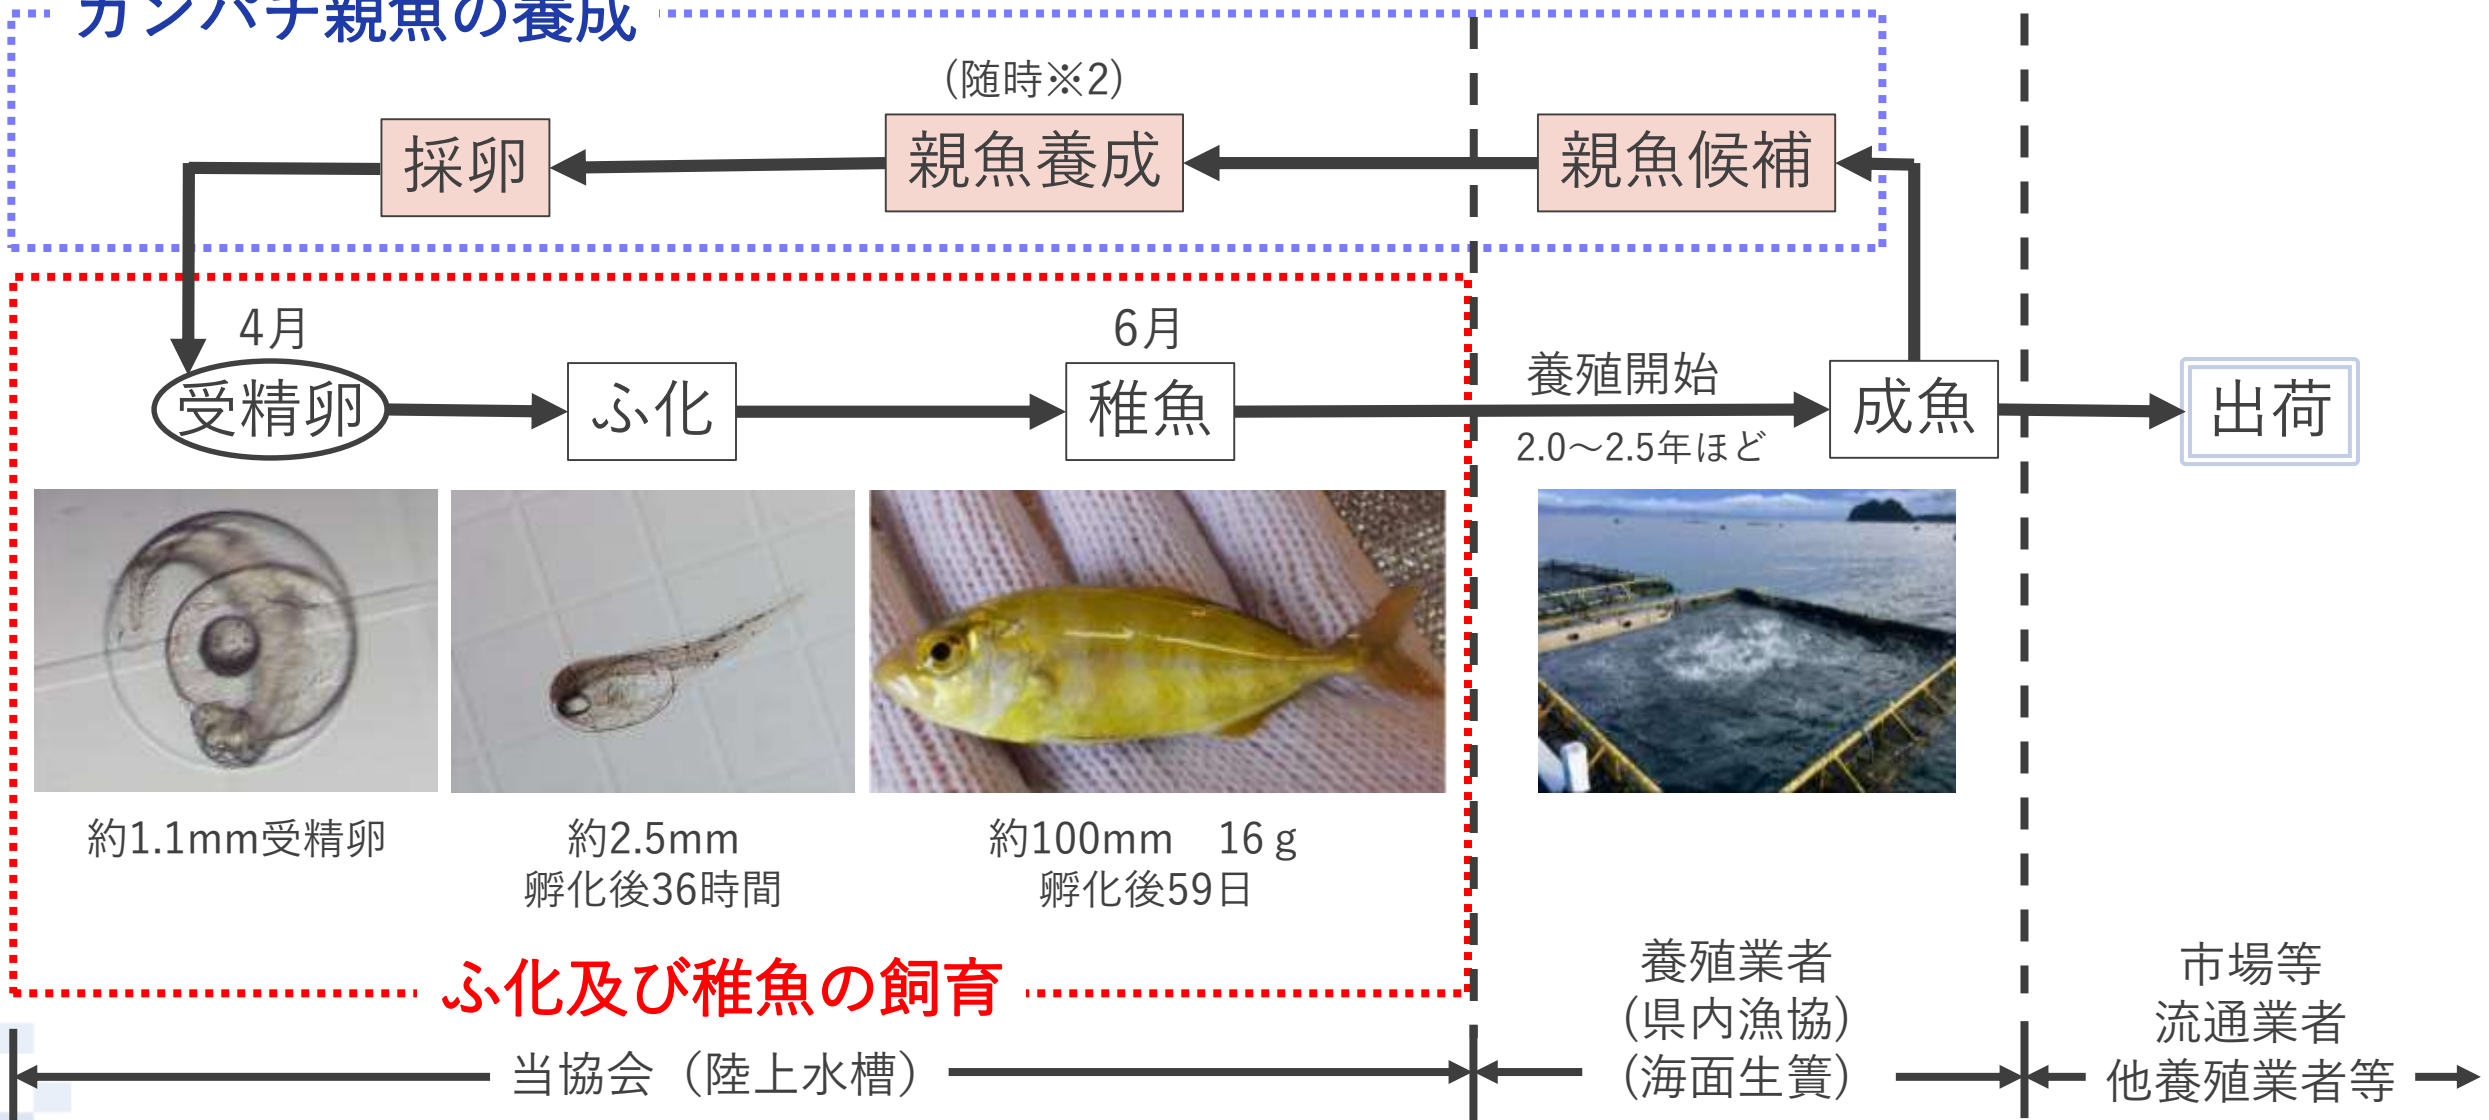 カンパチ親魚の養成
(随時※2)
採卵
親魚養成
親魚候補
4月
6月
受精卵
ふ化
稚魚
養殖開始
2.0～2.5年ほど
成魚
出荷
約1.1mm受精卵
約2.5mm
孵化後36時間
約100mm　16ｇ
孵化後59日
ふ化及び稚魚の飼育
当協会（陸上水槽）
養殖業者
(県内漁協)
(海面生簀)
市場等
流通業者
他養殖業者等